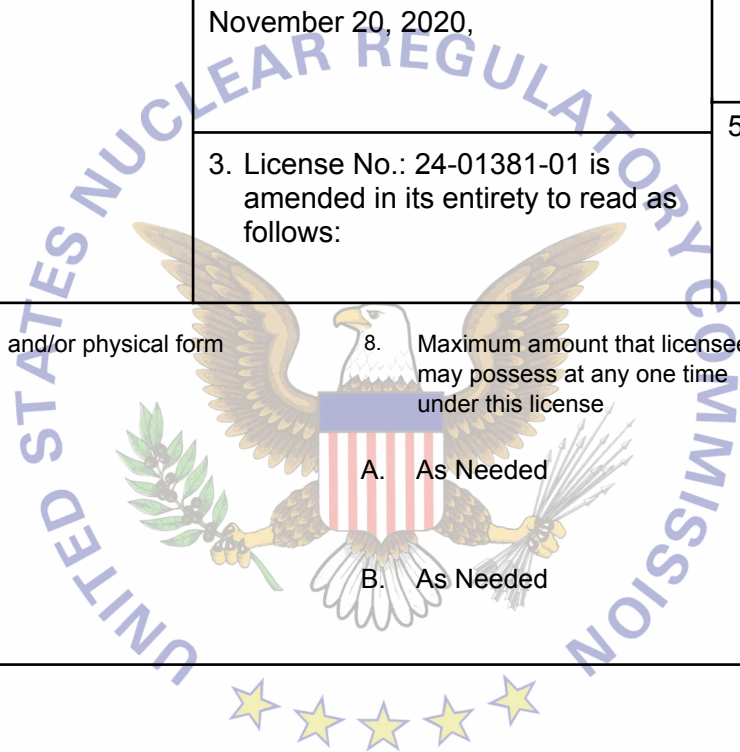 November 20, 2020,
5
3. License No.: 24-01381-01 is
amended in its entirety to read as
follows:
and/or physical form
8. Maximum amount that licensee
may possess at any one time
under this license
A. As Needed
B. As Needed
UNITED STATES NUCLEAR REGULATORY COMMISSION